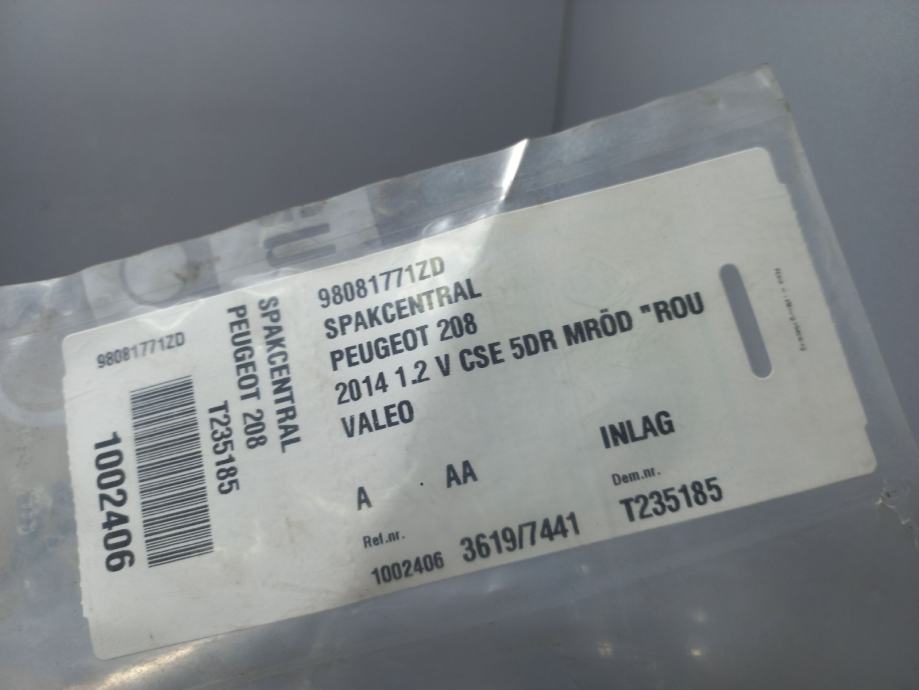 98081771ZD
SPAKCENTRAL
PEUGEOT 208
T235185
1002406
98081771ZD
SPAKCENTRAL
PEUGEOT 208
2014 1.2 V CSE 5DR MRÖD "ROU
VALEO
A . AA INLAG
Ref.nr. Dem.nr.
1002406 3619/7441 T235185